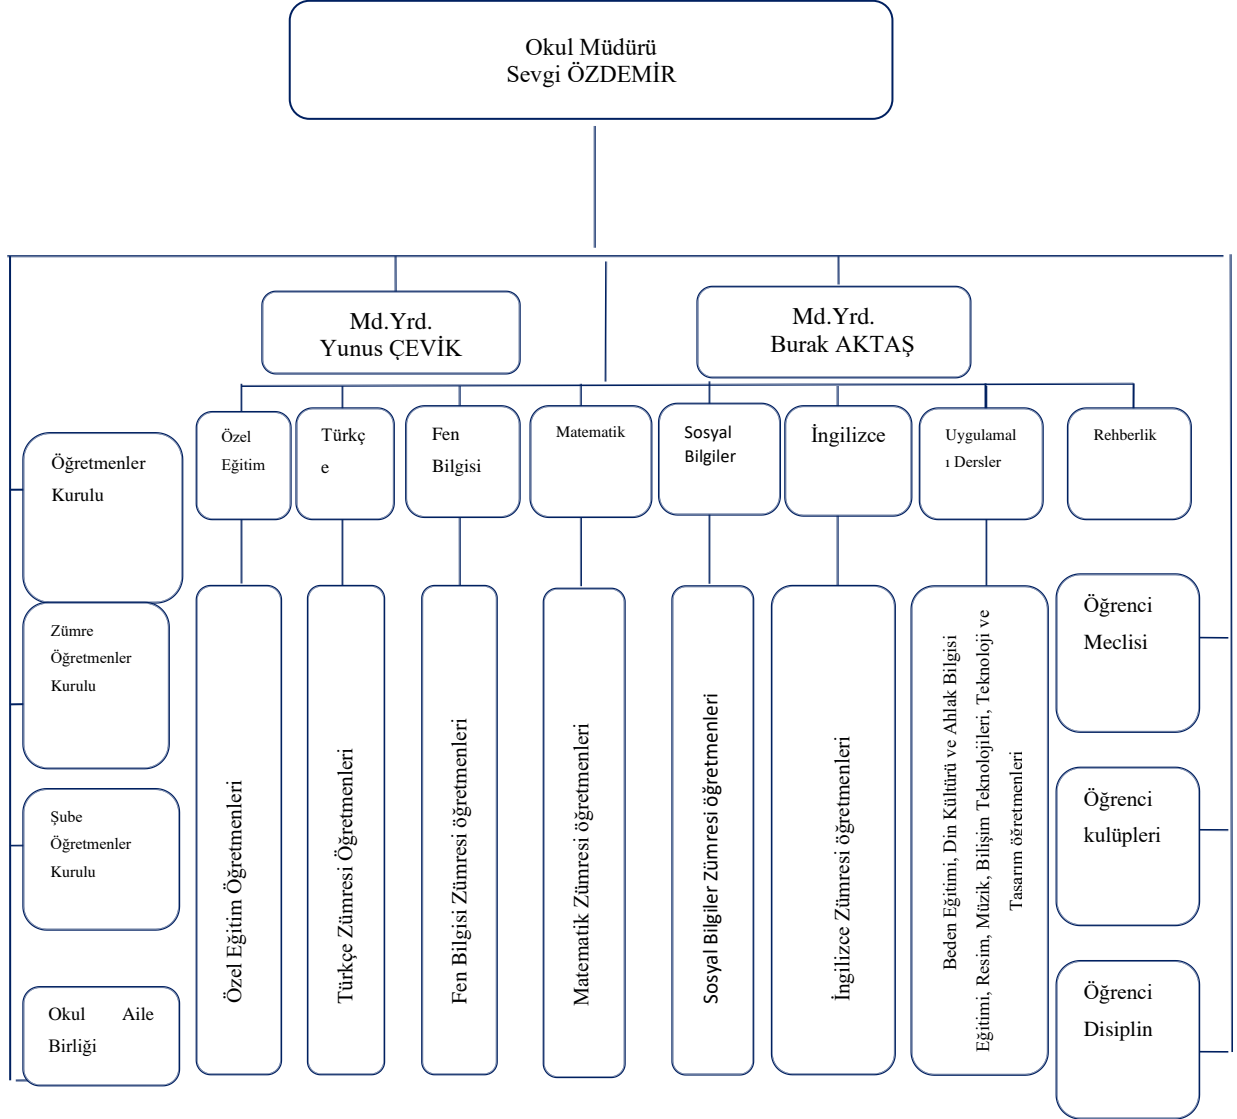 Okul Müdürü
Sevgi ÖZDEMİR
Md.Yrd.
Yunus ÇEVİK
Md.Yrd.
Burak AKTAŞ
Öğretmenler
Kurulu
Özel
Eğitim
Türkç
e
Fen
Bilgisi
Matematik
Sosyal
Bilgiler
İngilizce
Uygulamal
ı Dersler
Rehberlik
Zümre
Öğretmenler
Kurulu
Şube
Öğretmenler
Kurulu
Okul Aile
Birliği
Özel Eğitim Öğretmenleri
Türkçe Zümresi Öğretmenleri
Fen Bilgisi Zümresi öğretmenleri
Matematik Zümresi öğretmenleri
Sosyal Bilgiler Zümresi öğretmenleri
İngilizce Zümresi öğretmenleri
Beden Eğitimi, Din Kültürü ve Ahlak Bilgisi
Eğitimi, Resim, Müzik, Bilişim Teknolojileri, Teknoloji ve
Tasarım öğretmenleri
Öğrenci
Meclisi
Öğrenci
kulüpleri
Öğrenci
Disiplin